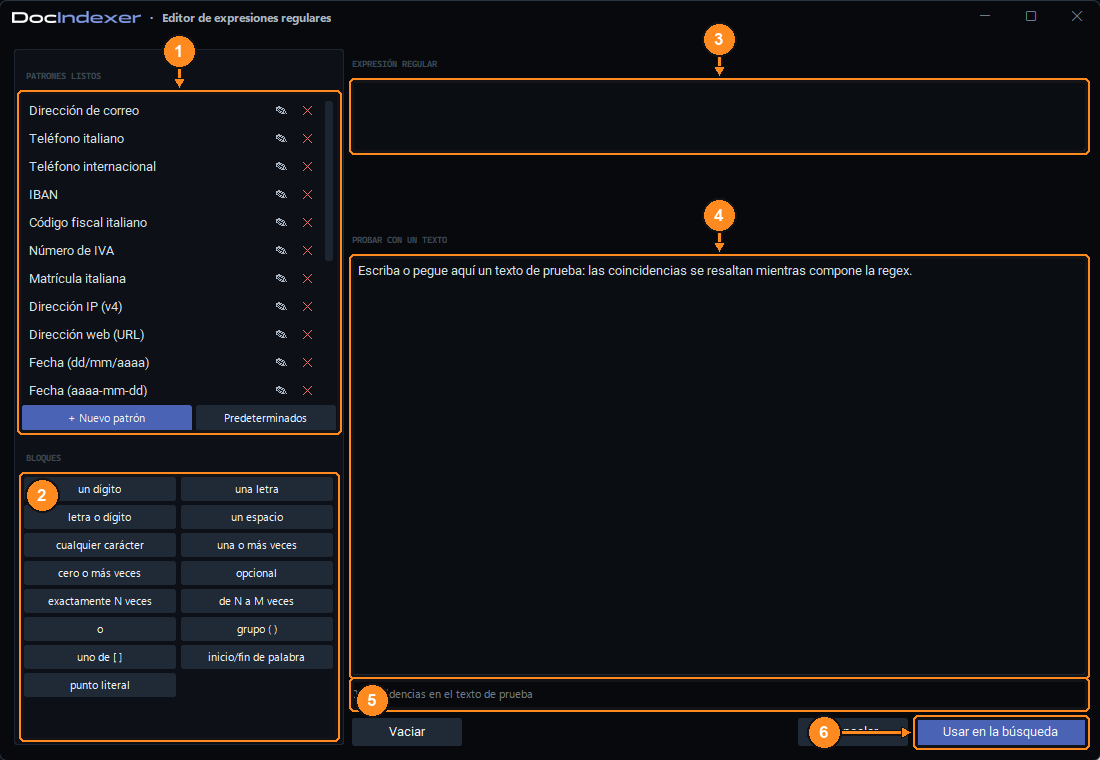 DocIndexer · Editor de expresiones regulares
1
PATRONES LISTOS
Dirección de correo
Teléfono italiano
Teléfono internacional
IBAN
Código fiscal italiano
Número de IVA
Matrícula italiana
Dirección IP (v4)
Dirección web (URL)
Fecha (dd/mm/aaaa)
Fecha (aaaa-mm-dd)
+ Nuevo patrón
Predeterminados
BLOQUES
2
un dígito
una letra
letra o dígito
un espacio
cualquier carácter
una o más veces
cero o más veces
opcional
exactamente N veces
de N a M veces
o
grupo ( )
uno de [ ]
inicio/fin de palabra
punto literal
3
EXPRESIÓN REGULAR
4
PROBAR CON UN TEXTO
Escriba o pegue aquí un texto de prueba: las coincidencias se resaltan mientras compone la regex.
5
en el texto de prueba
Vaciar
6
Usar en la búsqueda